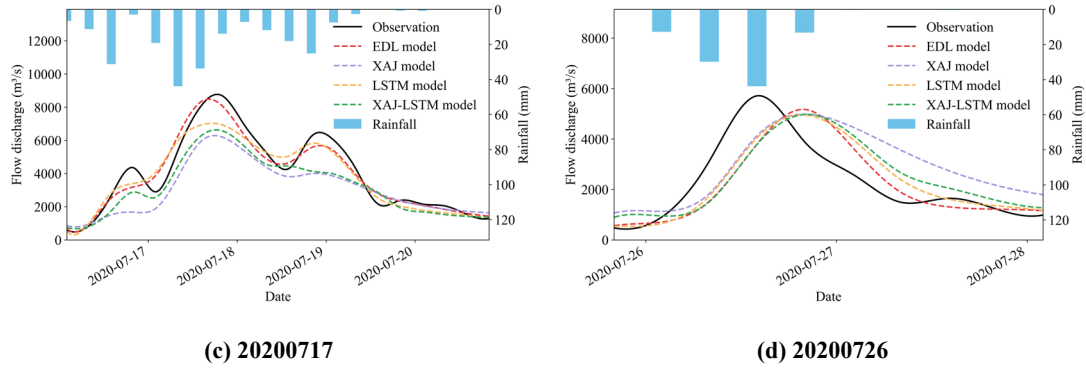 14000
12000
10000
8000
6000
4000
2000
0
Flow discharge (m³/s)
0
20
40
60
80
100
120
Rainfall (mm)
Observation
EDL model
XAJ model
LSTM model
XAJ-LSTM model
Rainfall
2020-07-17
2020-07-18
2020-07-19
2020-07-20
Date
(c) 20200717
8000
6000
4000
2000
0
Flow discharge (m³/s)
0
20
40
60
80
100
120
Rainfall (mm)
Observation
EDL model
XAJ model
LSTM model
XAJ-LSTM model
Rainfall
2020-07-26
2020-07-27
2020-07-28
Date
(d) 20200726